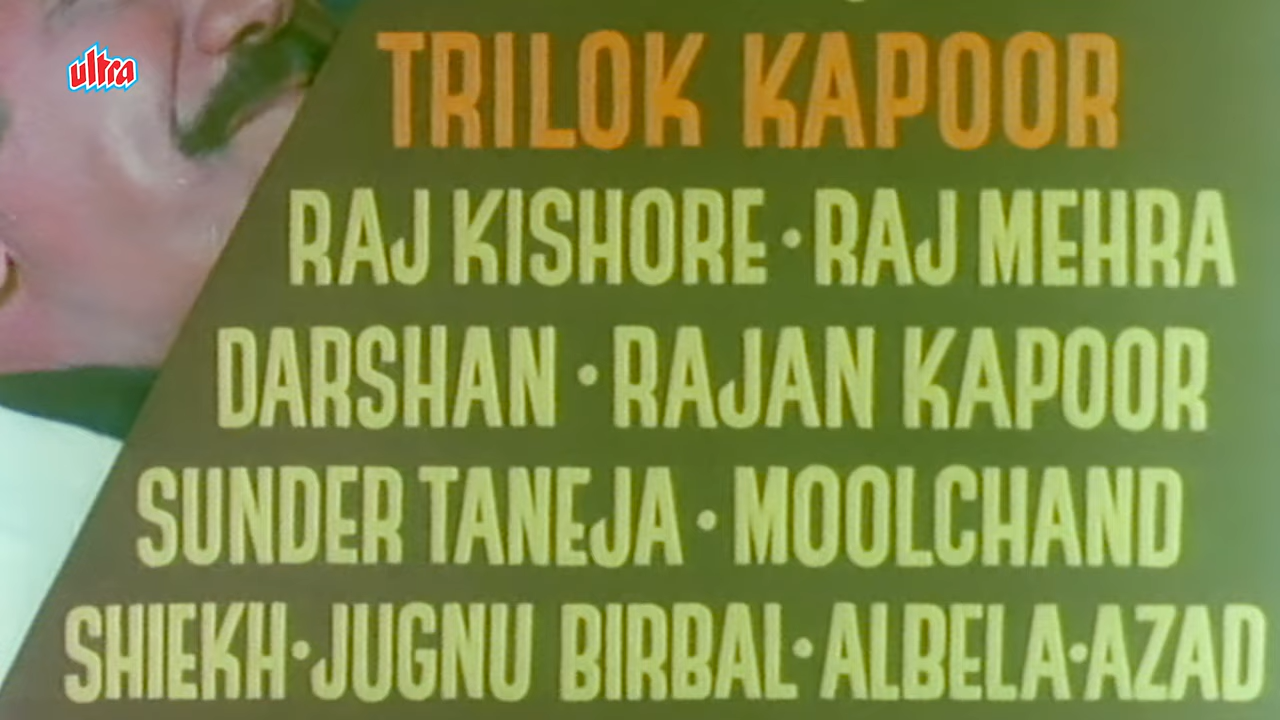 ultra
TRILOK KAPOOR
RAJ KISHORE • RAJ MEHRA
DARSHAN • RAJAN KAPOOR
SUNDER TANEJA • MOOLCHAND
SHIEKH • JUGNU BIRBAL • ALBELA • AZAD